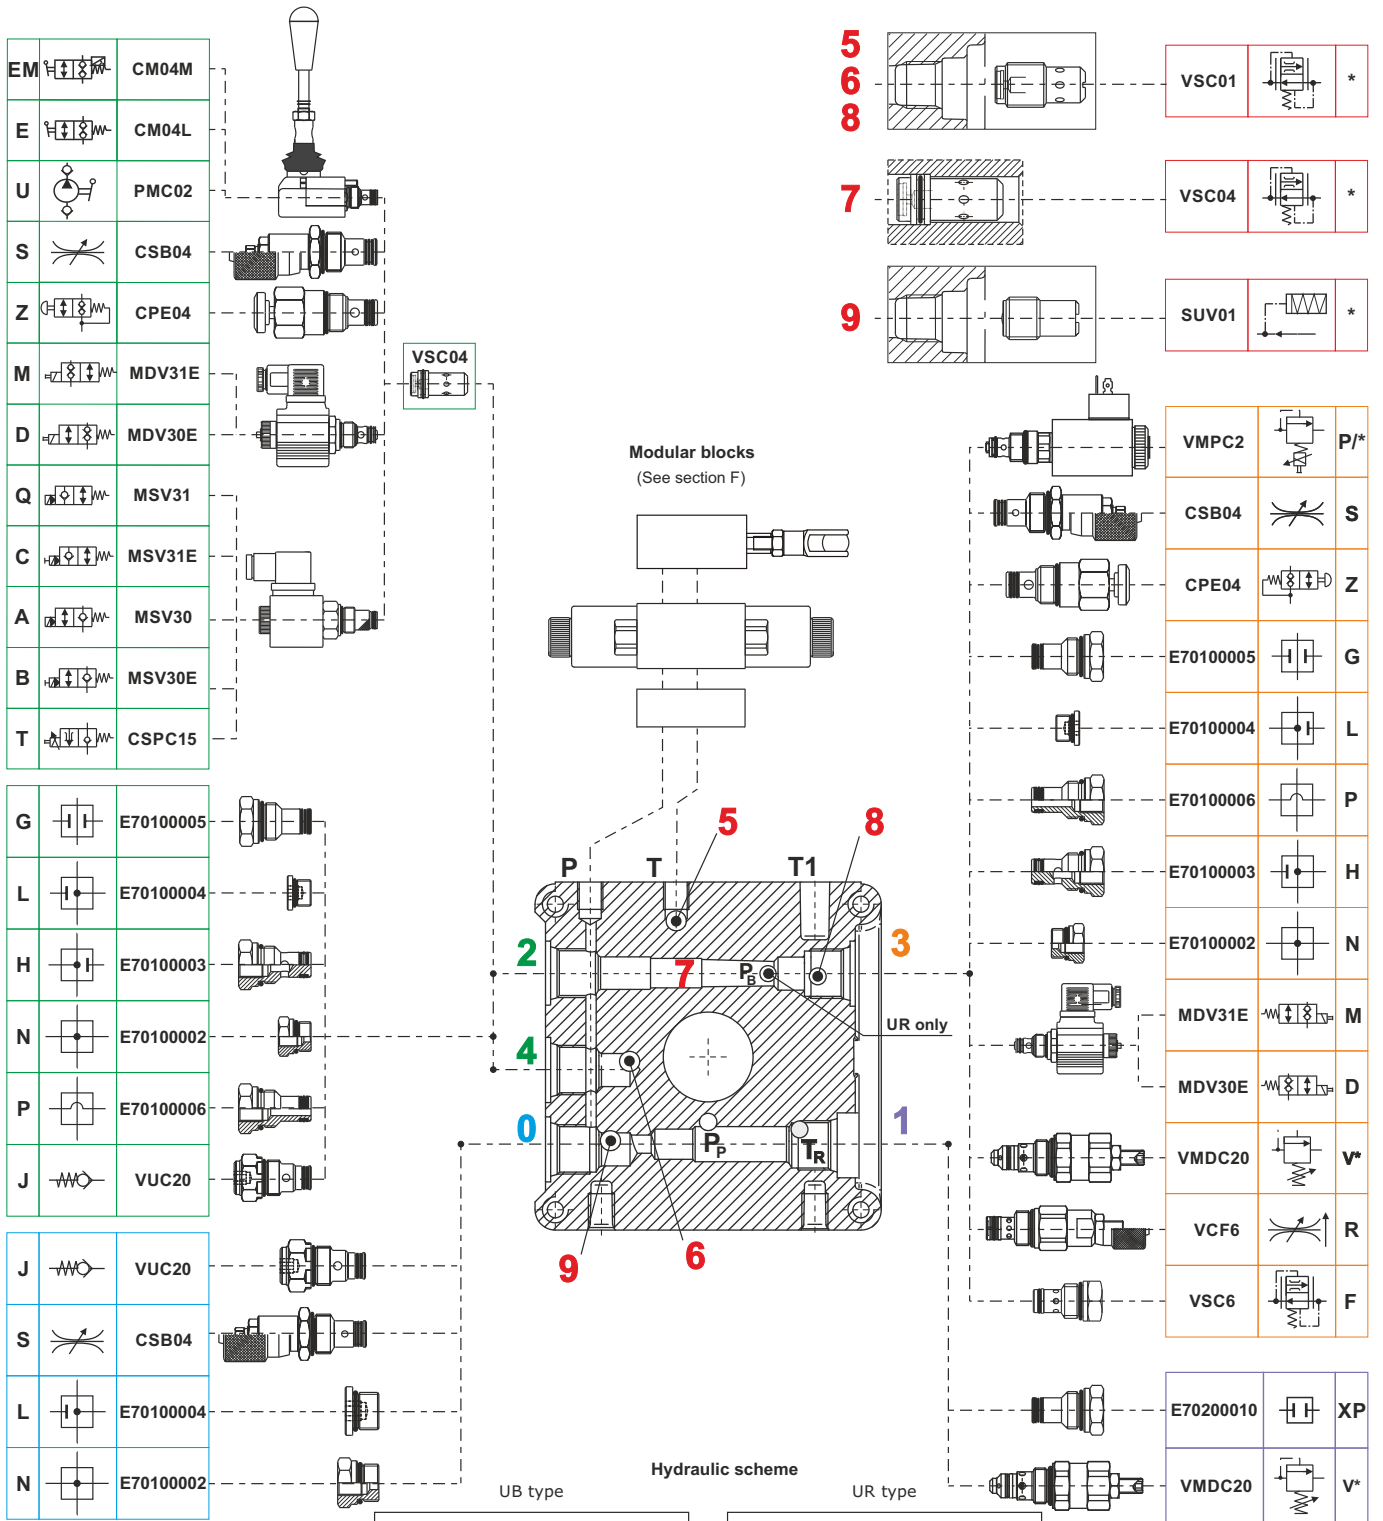 EM CM04M
E CM04L
U PMC02
S CSB04
Z CPE04
M MDV31E
D MDV30E
Q MSV31
C MSV31E
A MSV30
B MSV30E
T CSPC15
VSC04
5
6
8
VSC01 *
7
VSC04 *
9
SUV01 *
Modular blocks
(See section F)
VMPC2 P/*
CSB04 S
CPE04 Z
E70100005 G
E70100004 L
E70100006 P
E70100003 H
E70100002 N
MDV31E M
MDV30E D
VMDC20 V*
VCF6 R
VSC6 F
G E70100005
L E70100004
H E70100003
N E70100002
P E70100006
J VUC20
J VUC20
S CSB04
L E70100004
N E70100002
5
8
P T T1
2
3
7
PB
UR only
4
0
1
PP
TR
9
6
E70200010 XP
VMDC20 V*
Hydraulic scheme
UB type
UR type